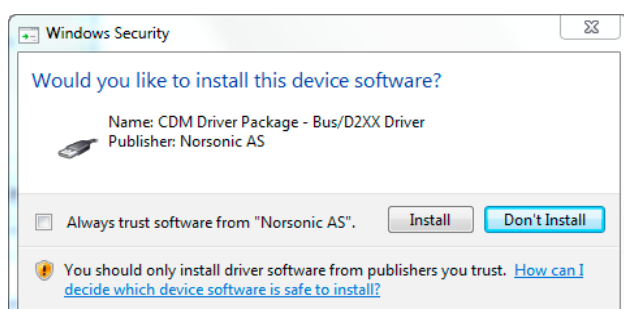 Windows Security
Would you like to install this device software?
Name: CDM Driver Package - Bus/D2XX Driver
Publisher: Norsonic AS
Always trust software from "Norsonic AS".
Install
Don't Install
You should only install driver software from publishers you trust. How can I
decide which device software is safe to install?